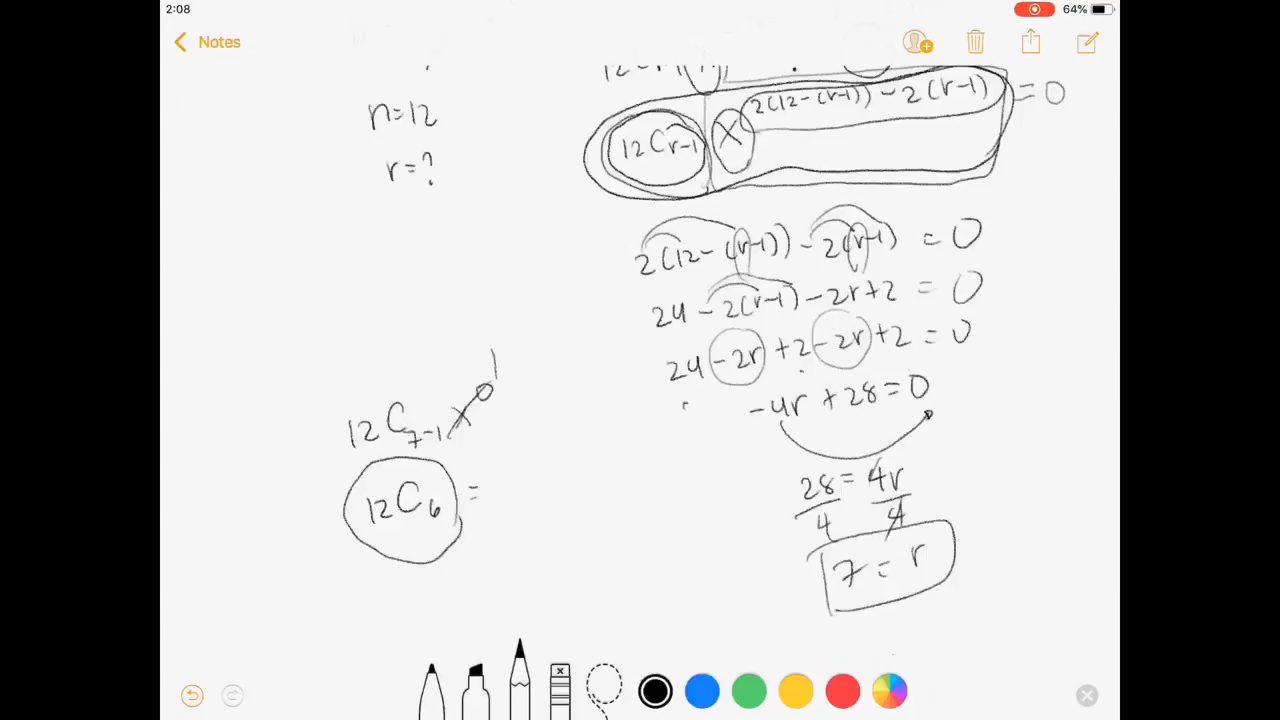 2:08
64%
Notes
n=12
12Cr-1 x^2(12-(r-1))-2(r-1) = 0
r=?
2(12-(r-1))-2(r-1) = 0
24-2(r-1)-2r+2 = 0
24-2r+2-2r+2 = 0
-4r+28=0
12C7-1 x^0 1
28=4r
4 4
12C6 =
7=r